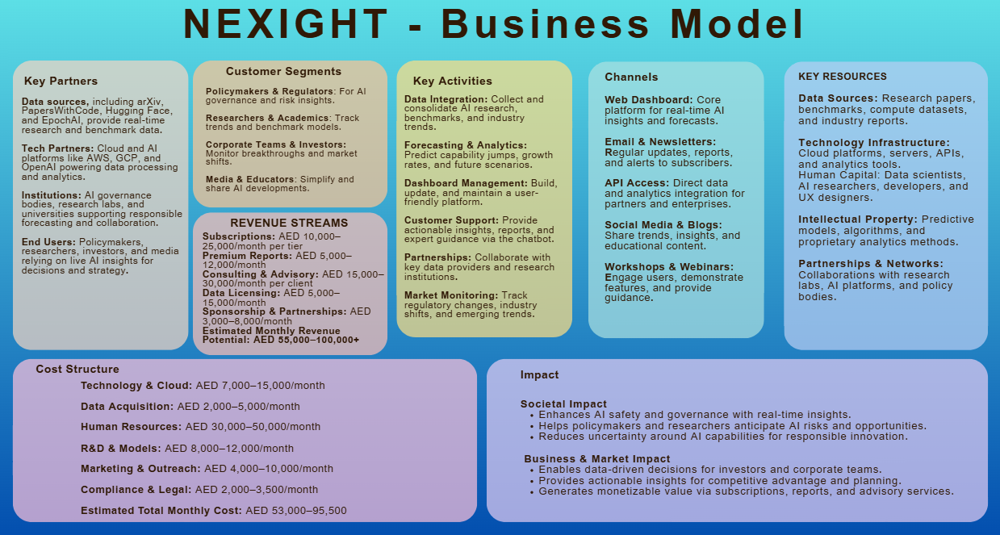 NEXIGHT - Business Model
Key Partners
Data sources, including arXiv,
PapersWithCode, Hugging Face,
and EpochAI, provide real-time
research and benchmark data.
Tech Partners: Cloud and AI
platforms like AWS, GCP, and
OpenAI powering data processing
and analytics.
Institutions: AI governance
bodies, research labs, and
universities supporting responsible
forecasting and collaboration.
End Users: Policymakers,
researchers, investors, and media
relying on live AI insights for
decisions and strategy.
Customer Segments
Policymakers & Regulators: For AI
governance and risk insights.
Researchers & Academics: Track
trends and benchmark models.
Corporate Teams & Investors:
Monitor breakthroughs and market
shifts.
Media & Educators: Simplify and
share AI developments.
REVENUE STREAMS
Subscriptions: AED 10,000–
25,000/month per tier
Premium Reports: AED 5,000–
12,000/month
Consulting & Advisory: AED 15,000–
30,000/month per client
Data Licensing: AED 5,000–
15,000/month
Sponsorship & Partnerships: AED
3,000–8,000/month
Estimated Monthly Revenue
Potential: AED 55,000–100,000+
Key Activities
Data Integration: Collect and
consolidate AI research,
benchmarks, and industry
trends.
Forecasting & Analytics:
Predict capability jumps, growth
rates, and future scenarios.
Dashboard Management: Build,
update, and maintain a user-
friendly platform.
Customer Support: Provide
actionable insights, reports, and
expert guidance via the chatbot.
Partnerships: Collaborate with
key data providers and research
institutions.
Market Monitoring: Track
regulatory changes, industry
shifts, and emerging trends.
Channels
Web Dashboard: Core
platform for real-time AI
insights and forecasts.
Email & Newsletters:
Regular updates, reports,
and alerts to subscribers.
API Access: Direct data
and analytics integration for
partners and enterprises.
Social Media & Blogs:
Share trends, insights, and
educational content.
Workshops & Webinars:
Engage users, demonstrate
features, and provide
guidance.
KEY RESOURCES
Data Sources: Research papers,
benchmarks, compute datasets,
and industry reports.
Technology Infrastructure:
Cloud platforms, servers, APIs,
and analytics tools.
Human Capital: Data scientists,
AI researchers, developers, and
UX designers.
Intellectual Property: Predictive
models, algorithms, and
proprietary analytics methods.
Partnerships & Networks:
Collaborations with research
labs, AI platforms, and policy
bodies.
Cost Structure
Technology & Cloud: AED 7,000–15,000/month
Data Acquisition: AED 2,000–5,000/month
Human Resources: AED 30,000–50,000/month
R&D & Models: AED 8,000–12,000/month
Marketing & Outreach: AED 4,000–10,000/month
Compliance & Legal: AED 2,000–3,500/month
Estimated Total Monthly Cost: AED 53,000–95,500
Impact
Societal Impact
• Enhances AI safety and governance with real-time insights.
• Helps policymakers and researchers anticipate AI risks and opportunities.
• Reduces uncertainty around AI capabilities for responsible innovation.
Business & Market Impact
• Enables data-driven decisions for investors and corporate teams.
• Provides actionable insights for competitive advantage and planning.
• Generates monetizable value via subscriptions, reports, and advisory services.